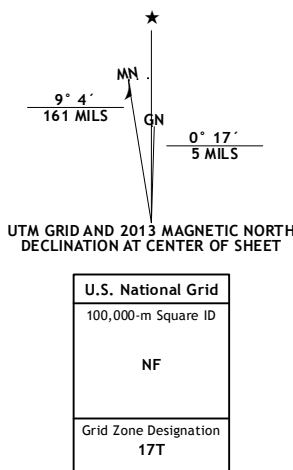 ★
MN
GN
9° 4´
161 MILS
0° 17´
5 MILS
UTM GRID AND 2013 MAGNETIC NORTH
DECLINATION AT CENTER OF SHEET
U.S. National Grid
100,000-m Square ID
NF
Grid Zone Designation
17T